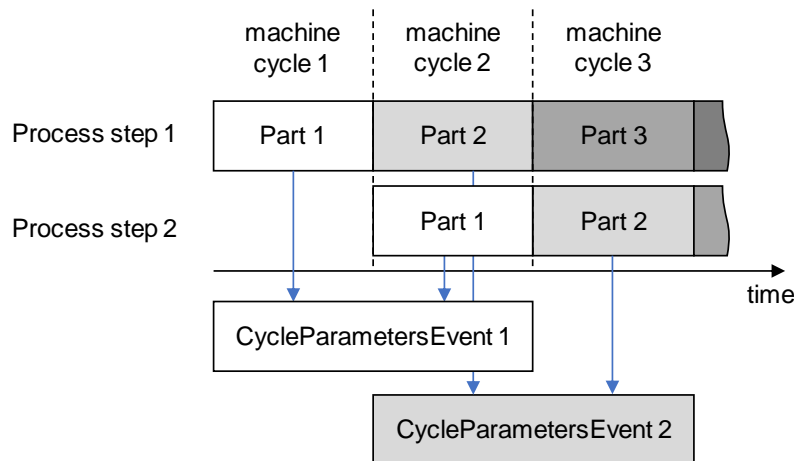 machine
cycle 1
machine
cycle 2
machine
cycle 3
Process step 1
Part 1
Part 2
Part 3
Process step 2
Part 1
Part 2
time
CycleParametersEvent 1
CycleParametersEvent 2